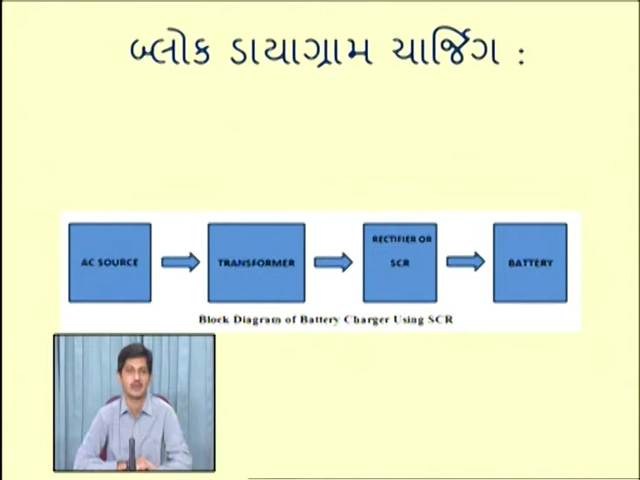 બ્લોક ડાયાગ્રામ ચાર્જિંગ :
AC SOURCE
TRANSFORMER
RECTIFIER OR
SCR
BATTERY
Block Diagram of Battery Charger Using SCR